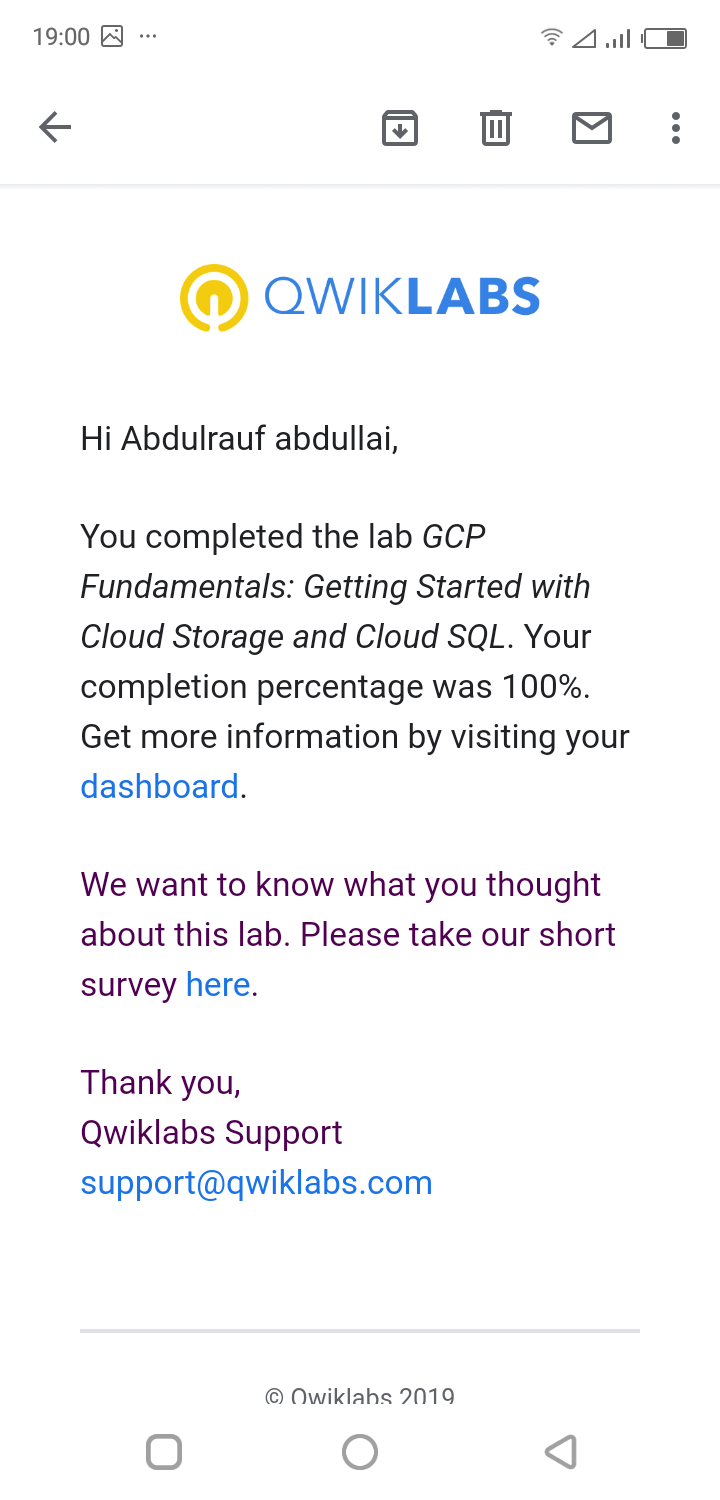 19:00
QWIKLABS
Hi Abdulrauf abdullai,
You completed the lab GCP
Fundamentals: Getting Started with
Cloud Storage and Cloud SQL. Your
completion percentage was 100%.
Get more information by visiting your
dashboard.
We want to know what you thought
about this lab. Please take our short
survey here.
Thank you,
Qwiklabs Support
support@qwiklabs.com
© Qwiklabs 2019